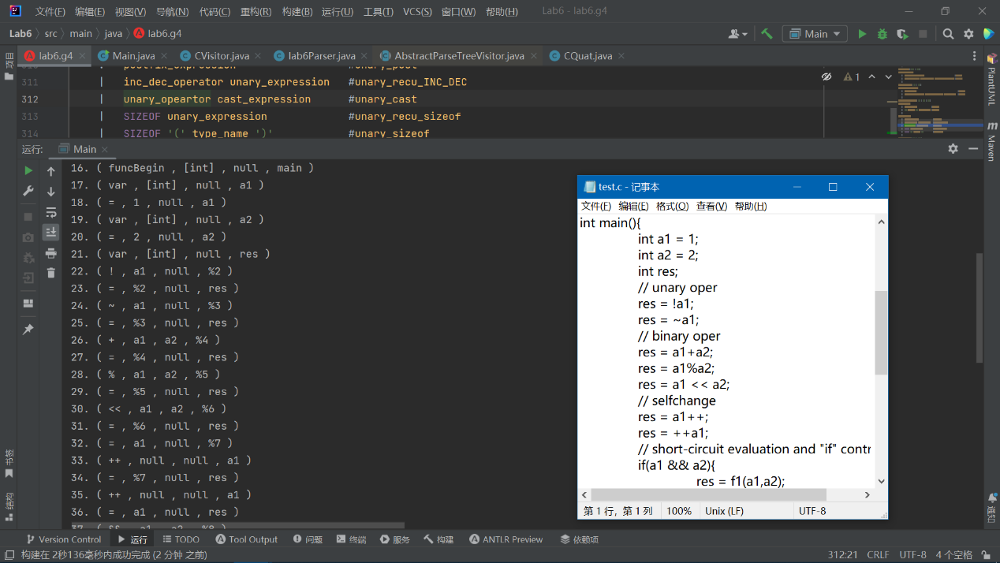 文件(F) 编辑(E) 视图(V) 导航(N) 代码(C) 重构(R) 构建(B) 运行(U) 工具(T) VCS(S) 窗口(W) 帮助(H) Lab6 - lab6.g4
Lab6 src main java lab6.g4 Main
lab6.g4 Main.java CVisitor.java lab6Parser.java AbstractParseTreeVisitor.java CQuat.java
项目
311 | inc_dec_operator unary_expression #unary_recu_INC_DEC
1
312 | unary_opeartor cast_expression #unary_cast
313 | SIZEOF unary_expression #unary_recu_sizeof
314 | SIZEOF '(' type_name ')' #unary_sizeof
PlantUML
Maven
运行: Main
16. ( funcBegin , [int] , null , main )
17. ( var , [int] , null , a1 )
18. ( = , 1 , null , a1 )
19. ( var , [int] , null , a2 )
20. ( = , 2 , null , a2 )
21. ( var , [int] , null , res )
22. ( ! , a1 , null , %2 )
23. ( = , %2 , null , res )
24. ( ~ , a1 , null , %3 )
25. ( = , %3 , null , res )
26. ( + , a1 , a2 , %4 )
27. ( = , %4 , null , res )
28. ( % , a1 , a2 , %5 )
29. ( = , %5 , null , res )
30. ( << , a1 , a2 , %6 )
31. ( = , %6 , null , res )
32. ( = , a1 , null , %7 )
33. ( ++ , null , null , a1 )
34. ( = , %7 , null , res )
35. ( ++ , null , null , a1 )
36. ( = , a1 , null , res )
37. ( && , a1 , a2 , %8 )
test.c - 记事本
文件(F) 编辑(E) 格式(O) 查看(V) 帮助(H)
int main(){
int a1 = 1;
int a2 = 2;
int res;
// unary oper
res = !a1;
res = ~a1;
// binary oper
res = a1+a2;
res = a1%a2;
res = a1 << a2;
// selfchange
res = a1++;
res = ++a1;
// short-circuit evaluation and "if" contr
if(a1 && a2){
res = f1(a1,a2);
第 1 行，第 1 列 100% Unix (LF) UTF-8
书签
结构
通知
Version Control 运行 TODO Tool Output 问题 终端 服务 构建 ANTLR Preview 依赖项
构建在 2秒136毫秒内成功完成 (2 分钟 之前) 312:21 CRLF UTF-8 4 个空格